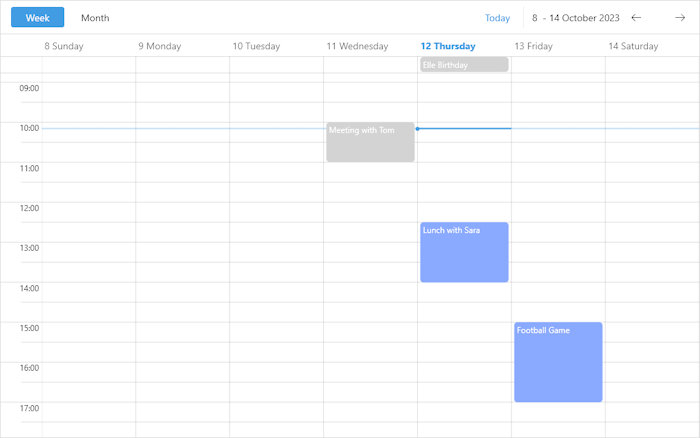 Week Month Today 8 - 14 October 2023
8 Sunday 9 Monday 10 Tuesday 11 Wednesday 12 Thursday 13 Friday 14 Saturday
Elle Birthday
09:00
10:00
Meeting with Tom
11:00
12:00
Lunch with Sara
13:00
14:00
15:00
Football Game
16:00
17:00